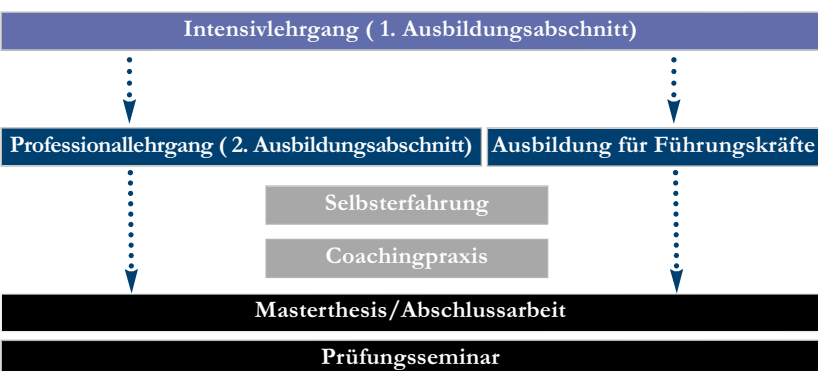 Intensivlehrgang ( 1. Ausbildungsabschnitt)
Professionallehrgang ( 2. Ausbildungsabschnitt)
Ausbildung für Führungskräfte
Selbsterfahrung
Coachingpraxis
Masterthesis/Abschlussarbeit
Prüfungsseminar